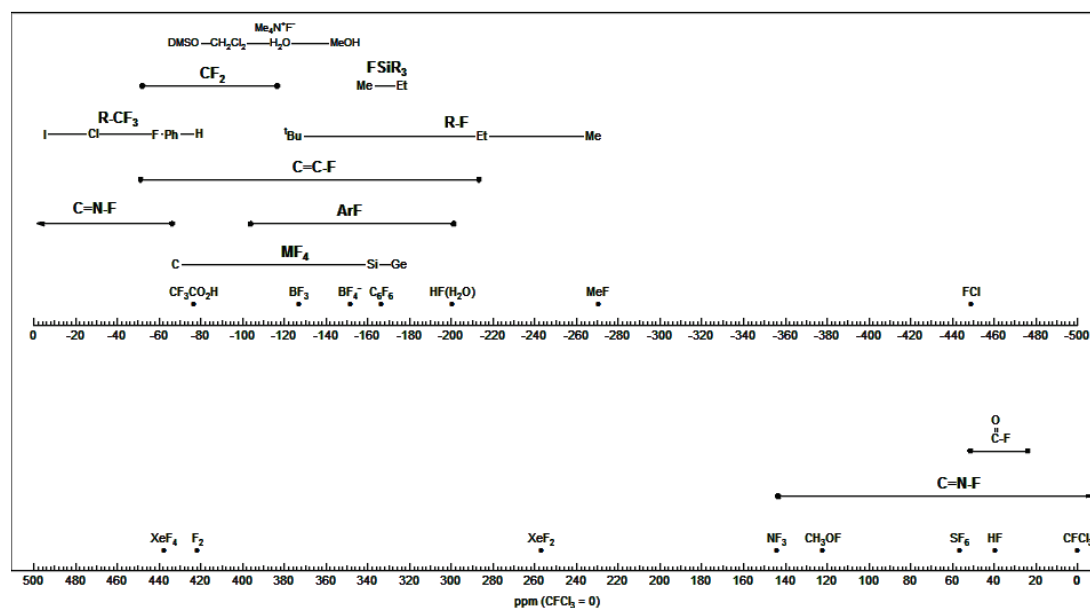 Me₄N⁺F⁻
DMSO CH₂Cl₂ H₂O MeOH
FSiR₃
CF₂ Me Et
R-CF₃ R-F
I Cl F Ph H ᵗBu Et Me
C=C-F
C=N-F ArF
MF₄
C Si Ge
CF₃CO₂H BF₃ BF₄⁻ C₆F₆ HF(H₂O) MeF FCl
0 -20 -40 -60 -80 -100 -120 -140 -160 -180 -200 -220 -240 -260 -280 -300 -320 -340 -360 -380 -400 -420 -440 -460 -480 -500
O
C-F
C=N-F
XeF₄ F₂ XeF₂ NF₃ CH₃OF SF₆ HF CFCl₃
500 480 460 440 420 400 380 360 340 320 300 280 260 240 220 200 180 160 140 120 100 80 60 40 20 0
ppm (CFCl₃ = 0)